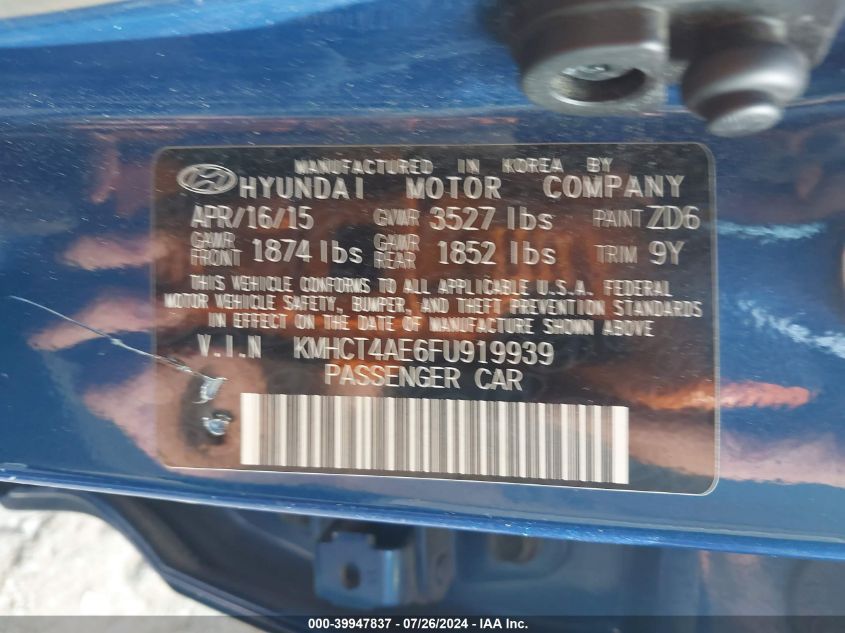 MANUFACTURED IN KOREA BY
HYUNDAI MOTOR COMPANY
APR/16/15 GVWR 3527 lbs PAINT ZD6
GAWR FRONT 1874 lbs GAWR REAR 1852 lbs TRIM 9Y
THIS VEHICLE CONFORMS TO ALL APPLICABLE U.S.A. FEDERAL
MOTOR VEHICLE SAFETY, BUMPER, AND THEFT PREVENTION STANDARDS
IN EFFECT ON THE DATE OF MANUFACTURE SHOWN ABOVE
V.I.N KMHCT4AE6FU919939
PASSENGER CAR
000-39947837 - 07/26/2024 - IAA Inc.